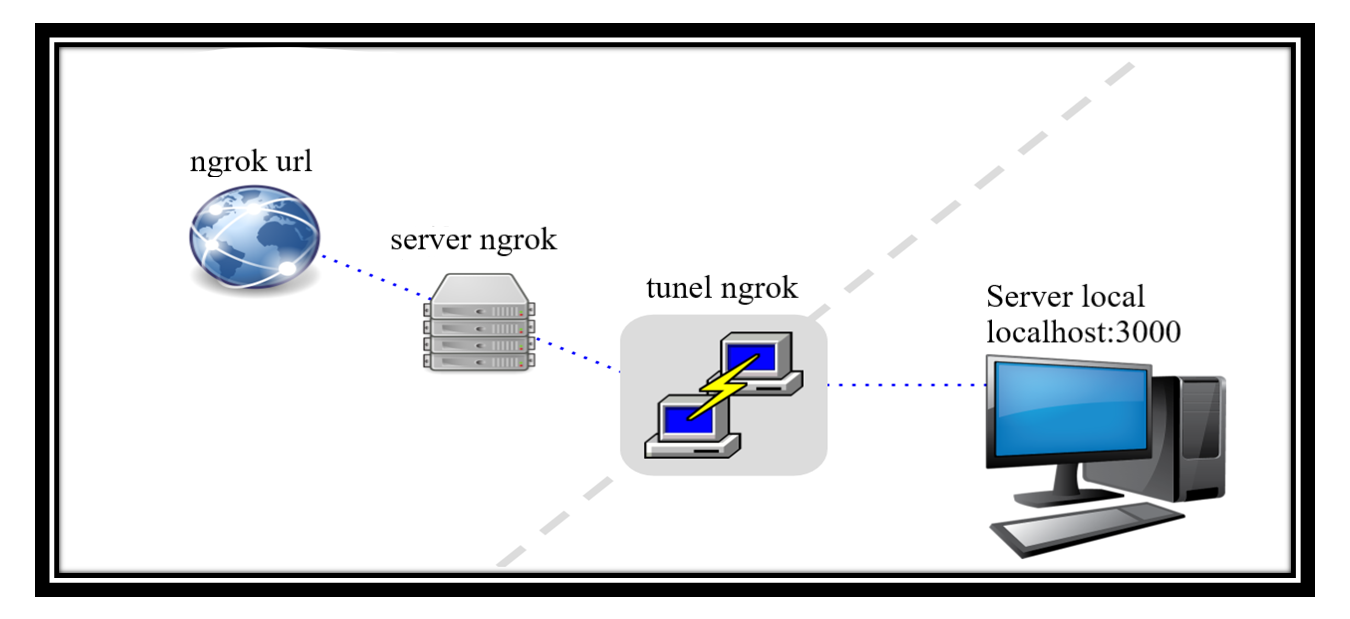 ngrok url
server ngrok
tunel ngrok
Server local
localhost:3000